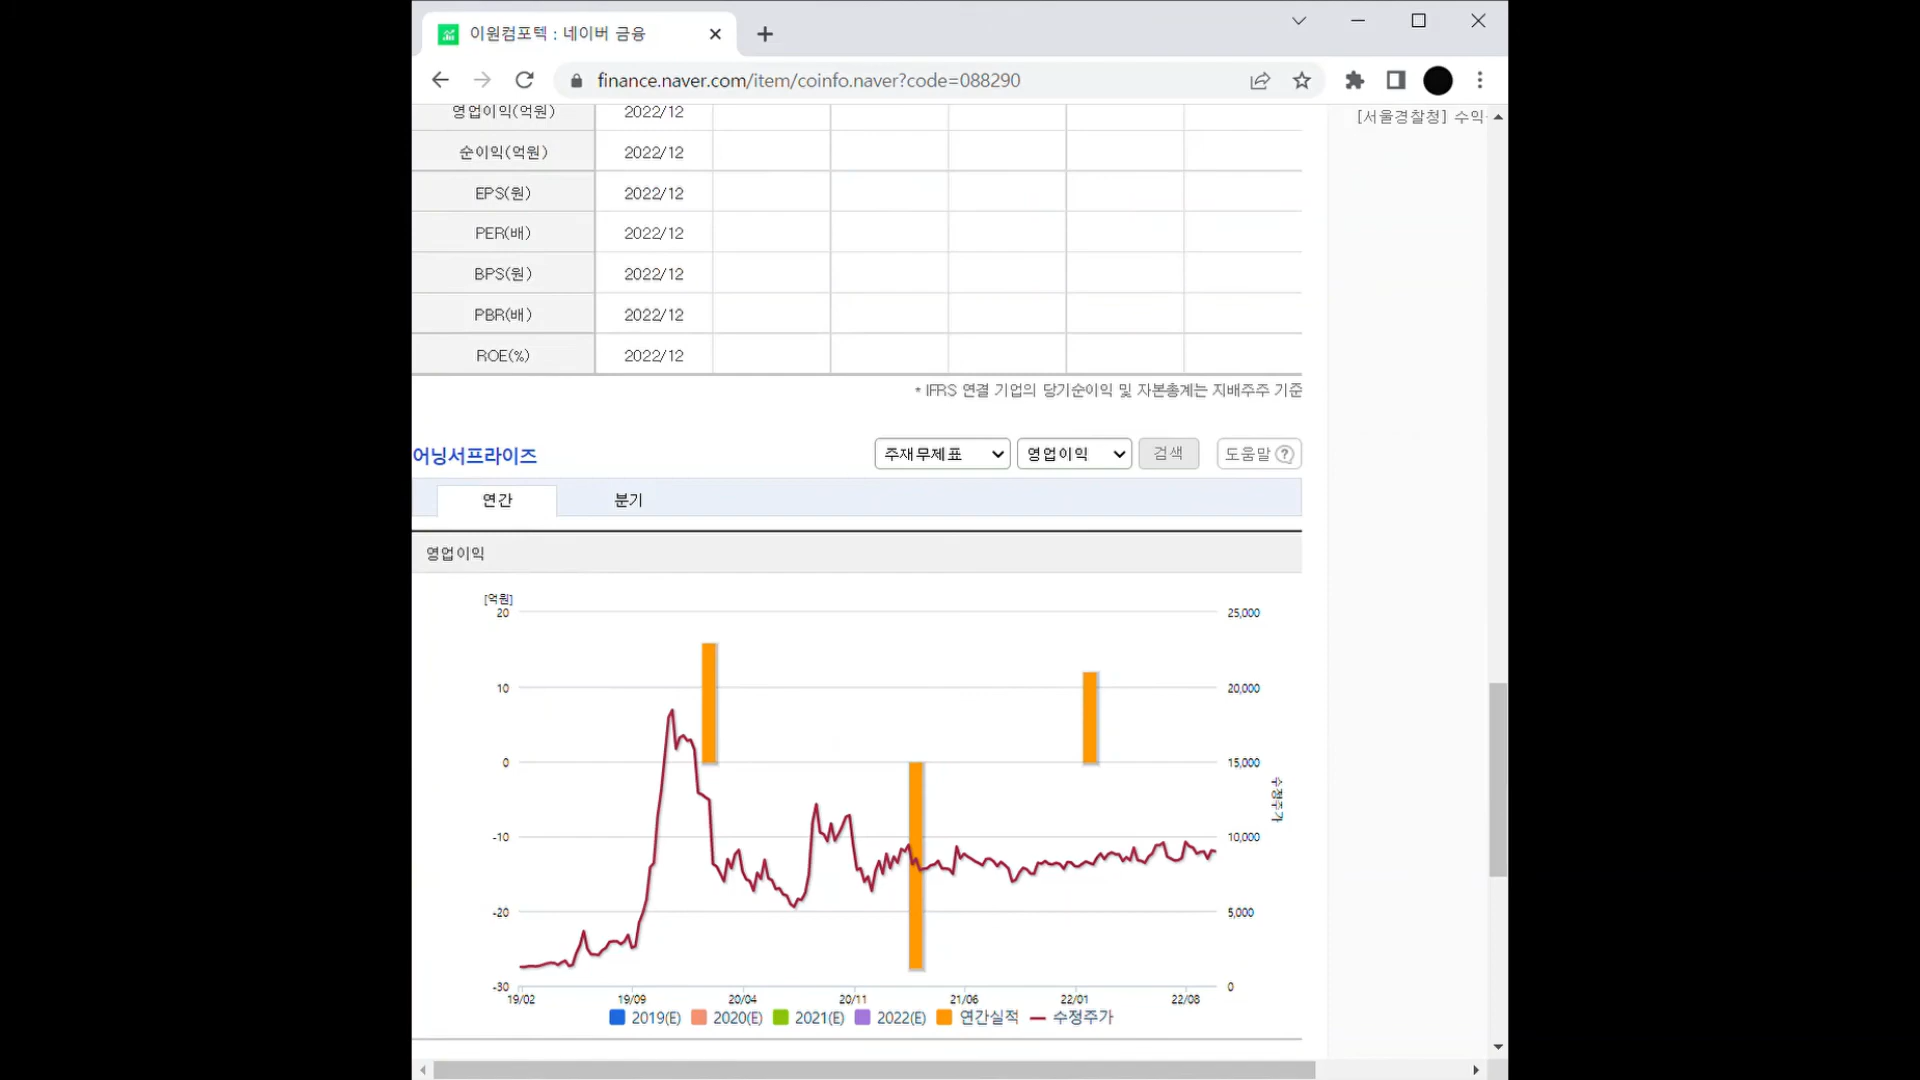 이원컴포텍 : 네이버 금융
finance.naver.com/item/coinfo.naver?code=088290
영업이익(억원) 2022/12
[서울경찰청] 수익
순이익(억원) 2022/12
EPS(원) 2022/12
PER(배) 2022/12
BPS(원) 2022/12
PBR(배) 2022/12
ROE(%) 2022/12
* IFRS 연결 기업의 당기순이익 및 자본총계는 지배주주 기준
어닝서프라이즈 주재무제표 영업이익 검색 도움말 ?
연간 분기
영업이익
[억원]
20 25,000
10 20,000
0 15,000
수정주가
-10 10,000
-20 5,000
-30 0
19/02 19/09 20/04 20/11 21/06 22/01 22/08
2019(E) 2020(E) 2021(E) 2022(E) 연간실적 수정주가